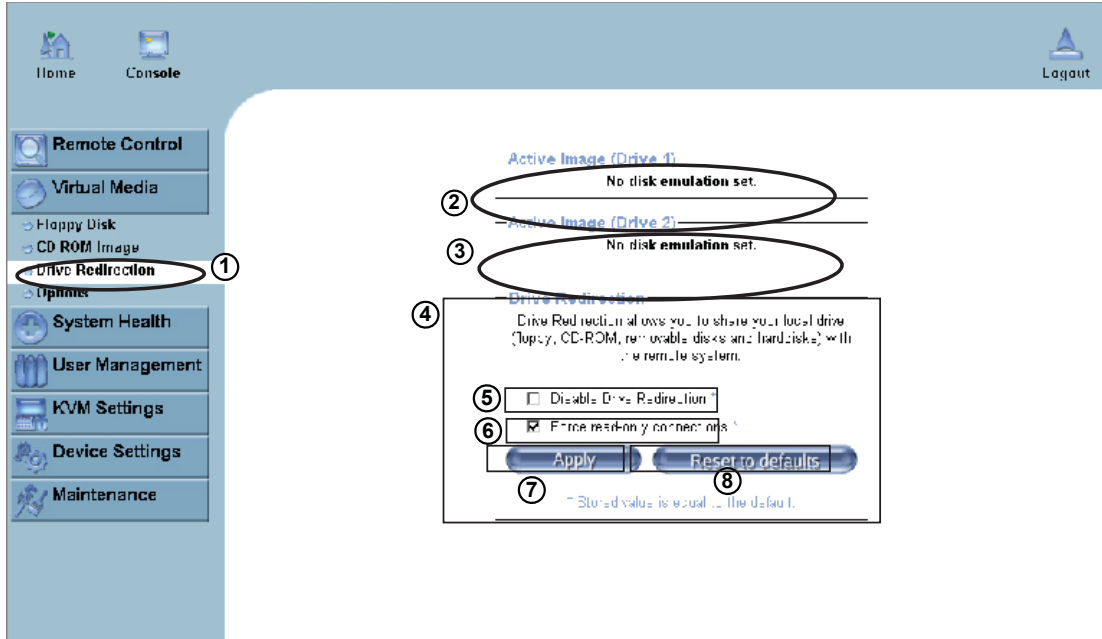 Home
Console
Logout
Remote Control
Virtual Media
Floppy Disk
CD ROM Image
Drive Redirection
Options
System Health
User Management
KVM Settings
Device Settings
Maintenance
1
Active Image (Drive 1)
No disk emulation set.
2
Active Image (Drive 2)
No disk emulation set.
3
Drive Redirection
4
Drive Redirection allows you to share your local drive
(floppy, CD-ROM, removable disks and harddisks) with
the remote system.
5
Disable Drive Redirection *
6
Force read-only connections *
Apply
Reset to defaults
7
8
* Stored value is equal to the default.